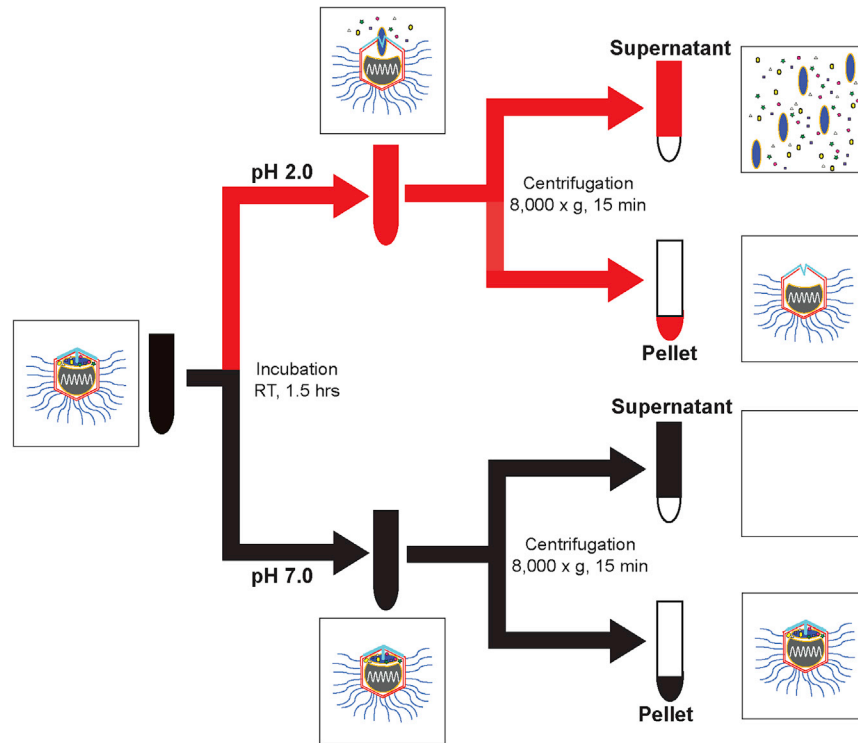 Supernatant
pH 2.0
Centrifugation
8,000 x g, 15 min
Pellet
Incubation
RT, 1.5 hrs
Supernatant
pH 7.0
Centrifugation
8,000 x g, 15 min
Pellet